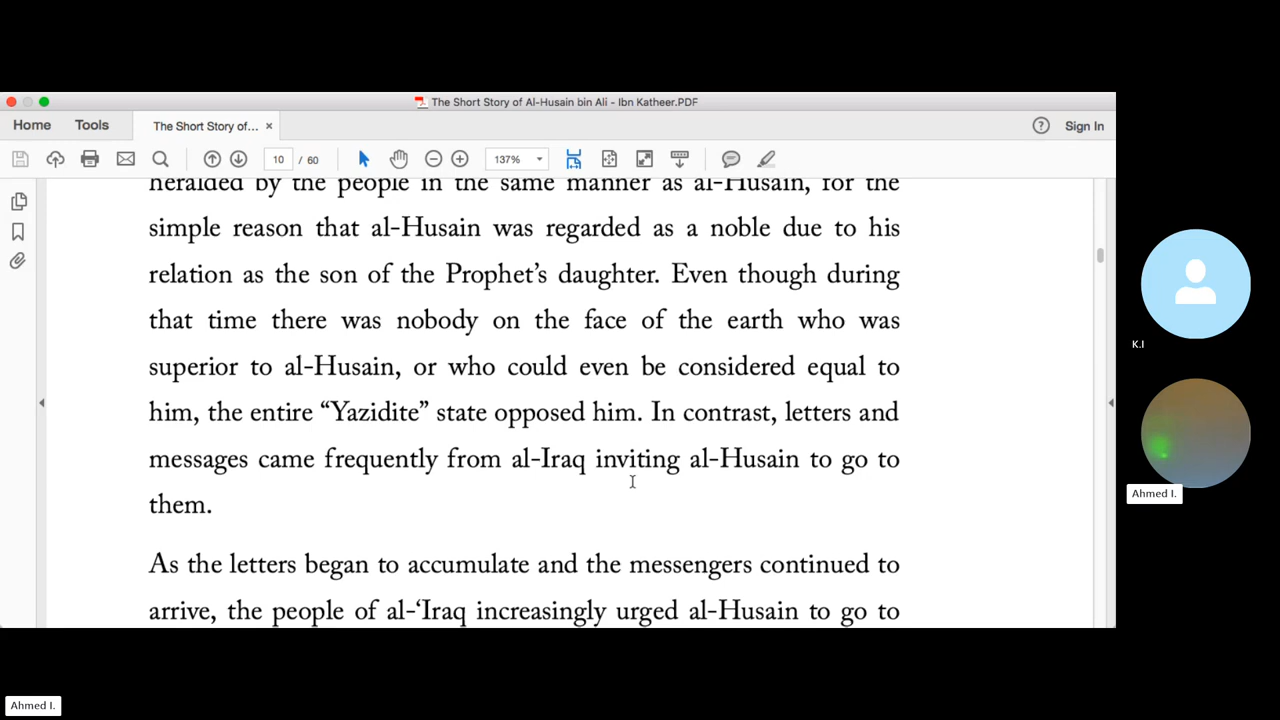 The Short Story of Al-Husain bin Ali - Ibn Katheer.PDF
Home Tools The Short Story of... × ? Sign In
10 / 60 137%
heralded by the people in the same manner as al-Husain, for the
simple reason that al-Husain was regarded as a noble due to his
relation as the son of the Prophet’s daughter. Even though during
that time there was nobody on the face of the earth who was
superior to al-Husain, or who could even be considered equal to
him, the entire “Yazidite” state opposed him. In contrast, letters and
messages came frequently from al-Iraq inviting al-Husain to go to
them.
As the letters began to accumulate and the messengers continued to
arrive, the people of al-‘Iraq increasingly urged al-Husain to go to
K.I
Ahmed I.
Ahmed I.